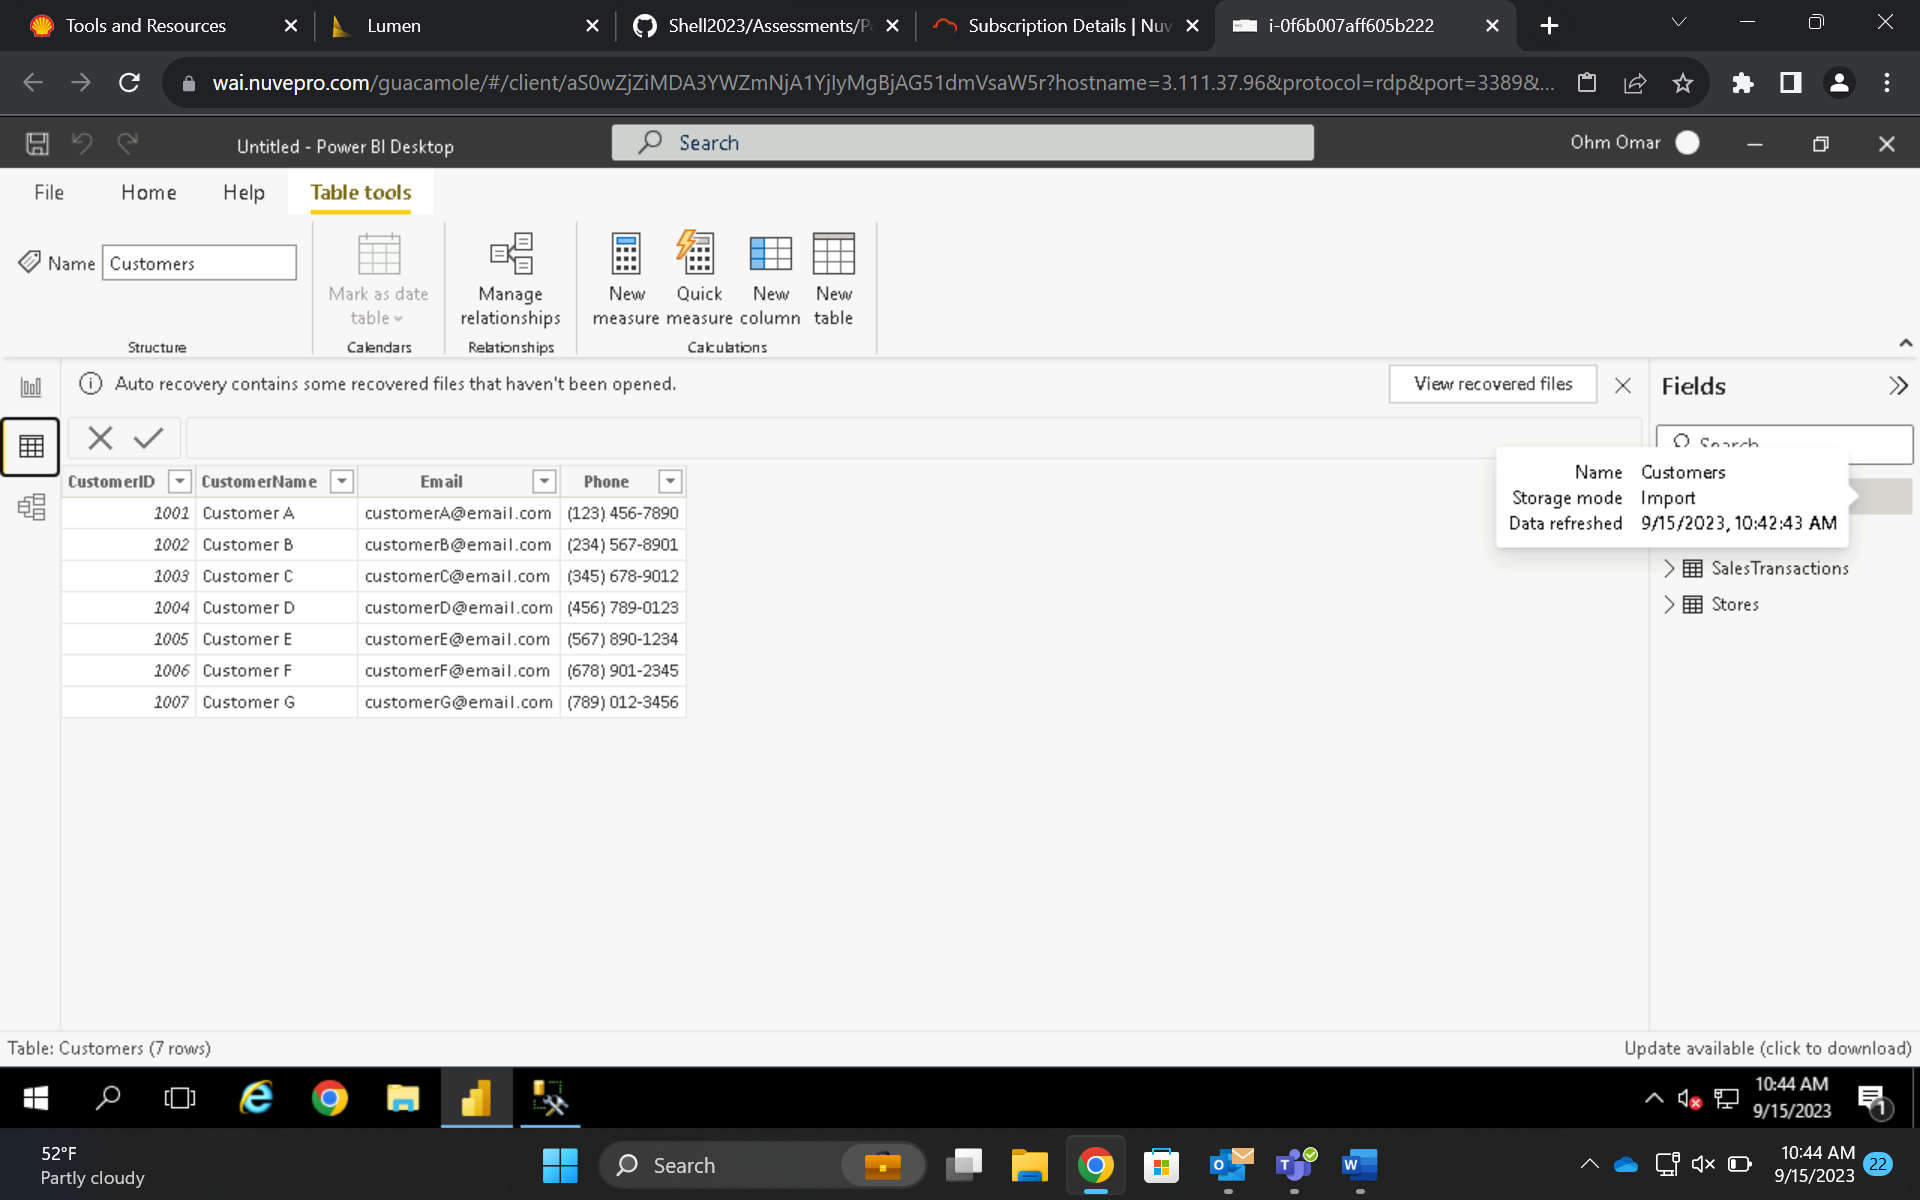 Tools and Resources
Lumen
Shell2023/Assessments/P
Subscription Details | Nuv
i-0f6b007aff605b222
wai.nuvepro.com/guacamole/#/client/aS0wZjZiMDA3YWZmNjA1YjIyMgBjAG51dmVsaW5r?hostname=3.111.37.96&protocol=rdp&port=3389&...
Untitled - Power BI Desktop
Search
Ohm Omar
File Home Help Table tools
Name Customers
Mark as date table
Manage relationships
New measure
Quick measure
New column
New table
Structure Calendars Relationships Calculations
Auto recovery contains some recovered files that haven't been opened.
View recovered files
Fields
Search
Name Customers
Storage mode Import
Data refreshed 9/15/2023, 10:42:43 AM
SalesTransactions
Stores
CustomerID CustomerName Email Phone
1001 Customer A customerA@email.com (123) 456-7890
1002 Customer B customerB@email.com (234) 567-8901
1003 Customer C customerC@email.com (345) 678-9012
1004 Customer D customerD@email.com (456) 789-0123
1005 Customer E customerE@email.com (567) 890-1234
1006 Customer F customerF@email.com (678) 901-2345
1007 Customer G customerG@email.com (789) 012-3456
Table: Customers (7 rows)
Update available (click to download)
10:44 AM
9/15/2023
1
52°F
Partly cloudy
Search
10:44 AM
9/15/2023
22